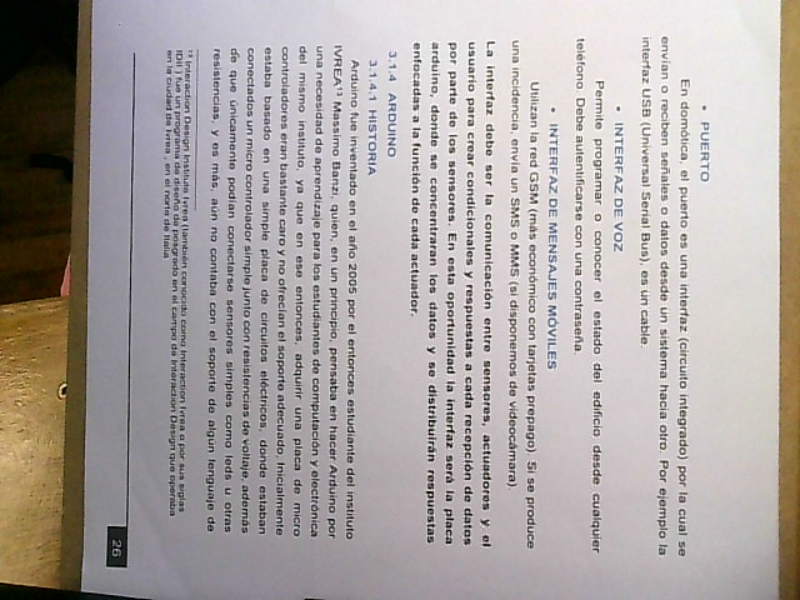 • PUERTO
En domótica, el puerto es una interfaz (circuito integrado) por la cual se
envían o reciben señales o datos desde un sistema hacia otro. Por ejemplo la
interfaz USB (Universal Serial Bus), es un cable.
• INTERFAZ DE VOZ
Permite programar o conocer el estado del edificio desde cualquier
teléfono. Debe autentificarse con una contraseña.
• INTERFAZ DE MENSAJES MÓVILES
Utilizan la red GSM (más económico con tarjetas prepago). Si se produce
una incidencia, envía un SMS o MMS (si disponemos de videocámara).
La interfaz debe ser la comunicación entre sensores, actuadores y el
usuario para crear condicionales y respuestas a cada recepción de datos
por parte de los sensores. En esta oportunidad la interfaz será la placa
arduino, donde se concentraran los datos y se distribuirán respuestas
enfocadas a la función de cada actuador.
3.1.4 ARDUINO
3.1.4.1 HISTORIA
Arduino fue inventado en el año 2005 por el entonces estudiante del instituto
IVREA¹³ Massimo Banzi, quien, en un principio, pensaba en hacer Arduino por
una necesidad de aprendizaje para los estudiantes de computación y electrónica
del mismo instituto, ya que en ese entonces, adquirir una placa de micro
controladores eran bastante caro y no ofrecían el soporte adecuado. Inicialmente
estaba basado en una simple placa de circuitos eléctricos, donde estaban
conectados un micro controlador simple junto con resistencias de voltaje, además
de que únicamente podían conectarse sensores simples como leds u otras
resistencias, y es más, aún no contaba con el soporte de algún lenguaje de
¹³ Interaction Design Institute Ivrea (también conocido como Interaction Ivrea o por sus siglas
IDII ) fue un programa de diseño de posgrado en el campo de Interaction Design que operaba
en la ciudad de Ivrea , en el norte de Italia
26